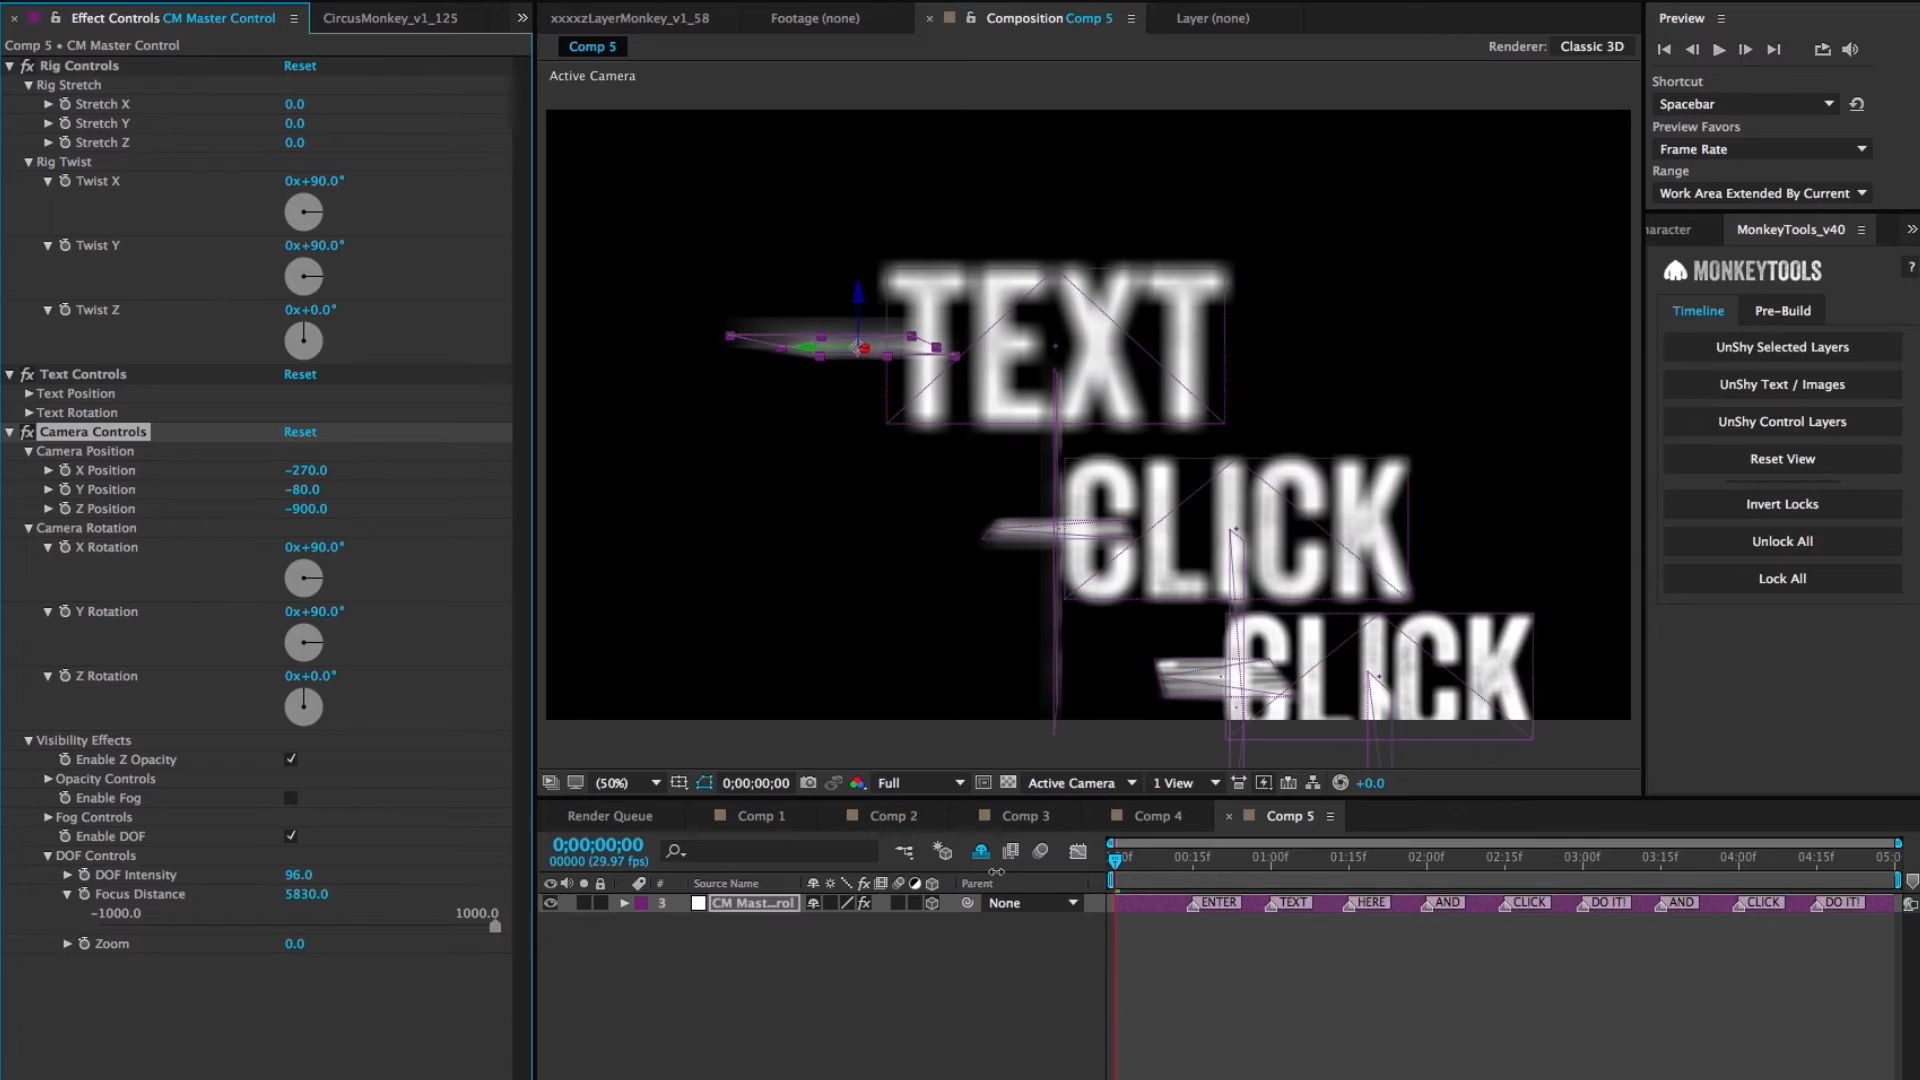 Effect Controls CM Master Control
CircusMonkey_v1_125
Comp 5 • CM Master Control
fx Rig Controls Reset
Rig Stretch
Stretch X 0.0
Stretch Y 0.0
Stretch Z 0.0
Rig Twist
Twist X 0x+90.0°
Twist Y 0x+90.0°
Twist Z 0x+0.0°
fx Text Controls Reset
Text Position
Text Rotation
fx Camera Controls Reset
Camera Position
X Position -270.0
Y Position -80.0
Z Position -900.0
Camera Rotation
X Rotation 0x+90.0°
Y Rotation 0x+90.0°
Z Rotation 0x+0.0°
Visibility Effects
Enable Z Opacity
Opacity Controls
Enable Fog
Fog Controls
Enable DOF
DOF Controls
DOF Intensity 96.0
Focus Distance 5830.0
-1000.0 1000.0
Zoom 0.0
xxxxzLayerMonkey_v1_58
Footage (none)
Composition Comp 5
Layer (none)
Comp 5
Renderer: Classic 3D
Active Camera
TEXT
CLICK
CLICK
(50%) 0;00;00;00 Full Active Camera 1 View +0.0
Render Queue Comp 1 Comp 2 Comp 3 Comp 4 Comp 5
0;00;00;00
00000 (29.97 fps)
00f 00:15f 01:00f 01:15f 02:00f 02:15f 03:00f 03:15f 04:00f 04:15f 05:0
# Source Name fx Parent
3 CM Mast...rol fx None
ENTER TEXT HERE AND CLICK DO IT! AND CLICK DO IT!
Preview
Shortcut
Spacebar
Preview Favors
Frame Rate
Range
Work Area Extended By Current
aracter MonkeyTools_v40
MONKEYTOOLS ?
Timeline Pre-Build
UnShy Selected Layers
UnShy Text / Images
UnShy Control Layers
Reset View
Invert Locks
Unlock All
Lock All